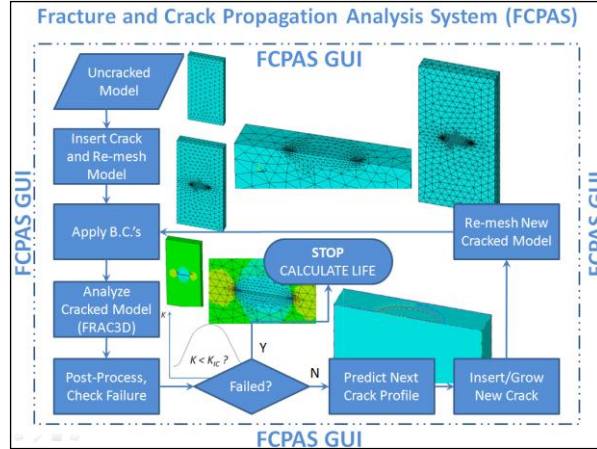 Fracture and Crack Propagation Analysis System (FCPAS)
FCPAS GUI
Uncracked
Model
Insert Crack
and Re-mesh
Model
FCPAS GUI
FCPAS GUI
Apply B.C.'s
Re-mesh New
Cracked Model
STOP
CALCULATE LIFE
Analyze
Cracked Model
(FRAC3D)
K
Y
K < KIC ?
Post-Process,
Check Failure
Failed?
N
Predict Next
Crack Profile
Insert/Grow
New Crack
FCPAS GUI